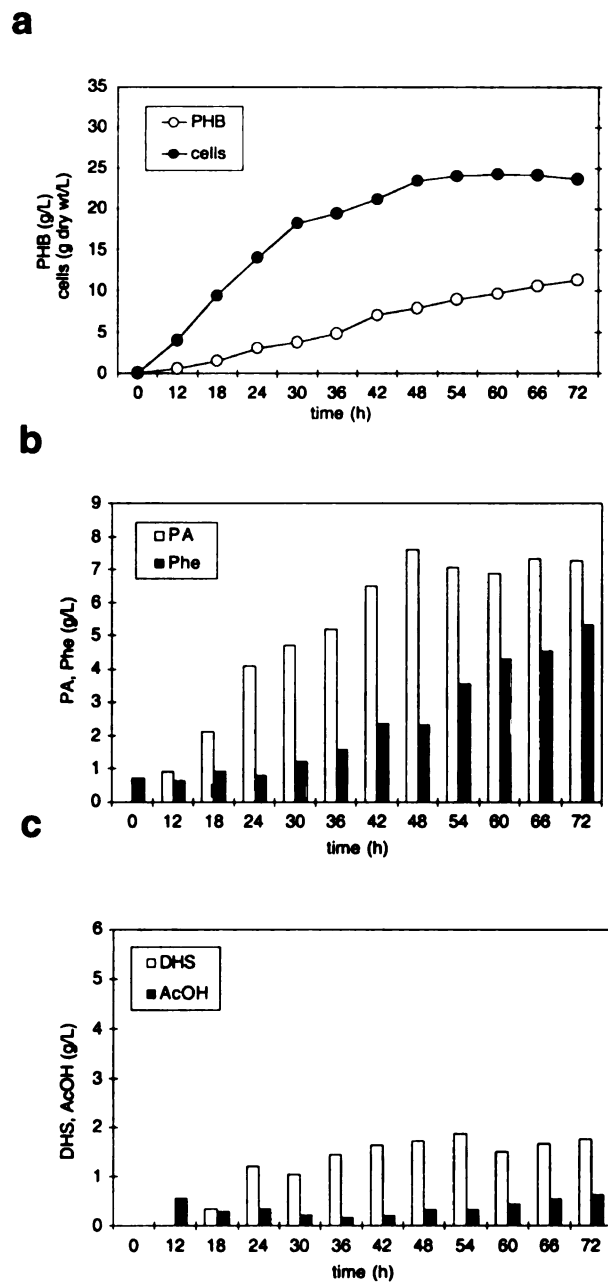 a
35
30
25
20
15
10
5
0
PHB (g/L)
cells (g dry wt/L)
PHB
cells
0 12 18 24 30 36 42 48 54 60 66 72
time (h)
b
9
8
7
6
5
4
3
2
1
0
PA, Phe (g/L)
PA
Phe
0 12 18 24 30 36 42 48 54 60 66 72
time (h)
c
6
5
4
3
2
1
0
DHS, AcOH (g/L)
DHS
AcOH
0 12 18 24 30 36 42 48 54 60 66 72
time (h)